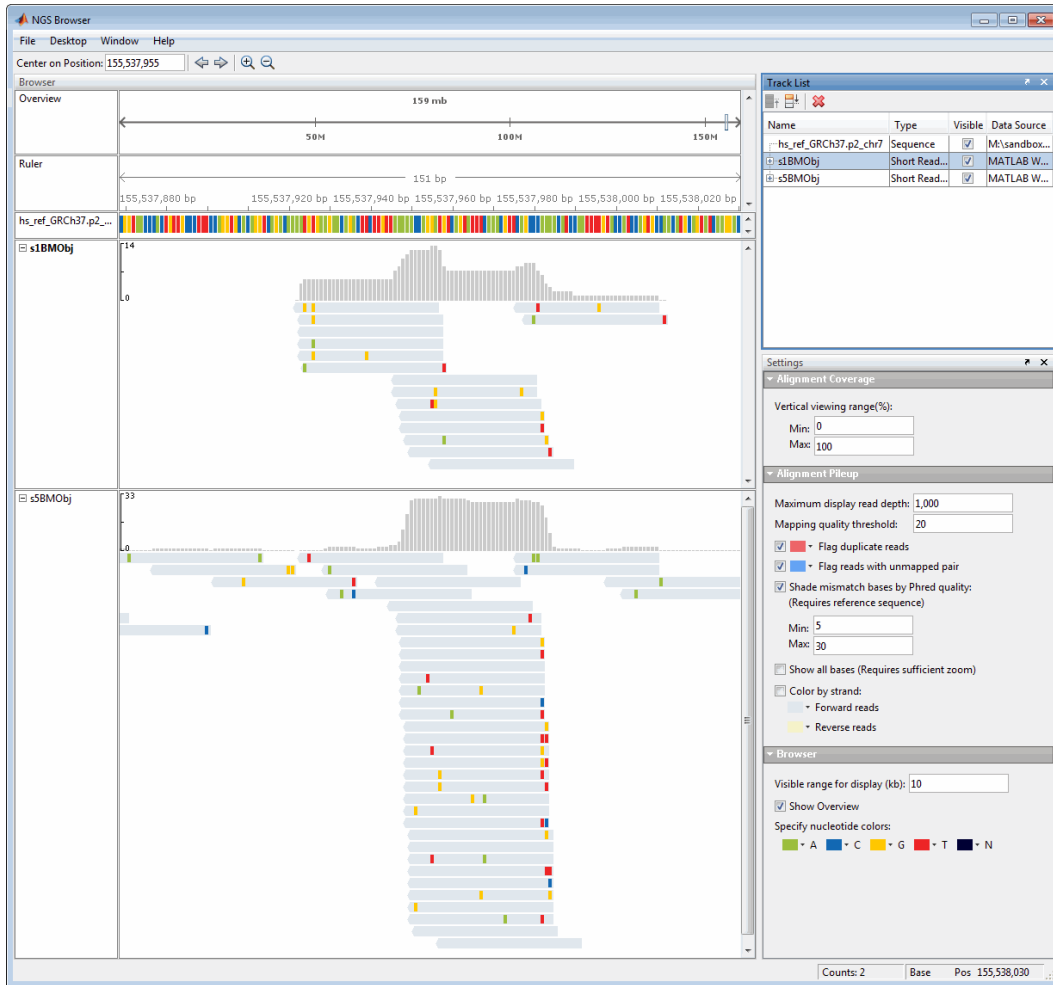 NGS Browser
File Desktop Window Help
Center on Position: 155,537,955
Browser
Overview
159 mb
50M 100M 150M
Ruler
151 bp
155,537,880 bp 155,537,920 bp 155,537,940 bp 155,537,960 bp 155,537,980 bp 155,538,000 bp 155,538,020 bp
hs_ref_GRCh37.p2_...
s1BMObj
14
0
s5BMObj
33
0
Track List
Name Type Visible Data Source
hs_ref_GRCh37.p2_chr7 Sequence M:\sandbox...
s1BMObj Short Read... MATLAB W...
s5BMObj Short Read... MATLAB W...
Settings
Alignment Coverage
Vertical viewing range(%):
Min: 0
Max: 100
Alignment Pileup
Maximum display read depth: 1,000
Mapping quality threshold: 20
Flag duplicate reads
Flag reads with unmapped pair
Shade mismatch bases by Phred quality:
(Requires reference sequence)
Min: 5
Max: 30
Show all bases (Requires sufficient zoom)
Color by strand:
Forward reads
Reverse reads
Browser
Visible range for display (kb): 10
Show Overview
Specify nucleotide colors:
A C G T N
Counts: 2 Base Pos 155,538,030